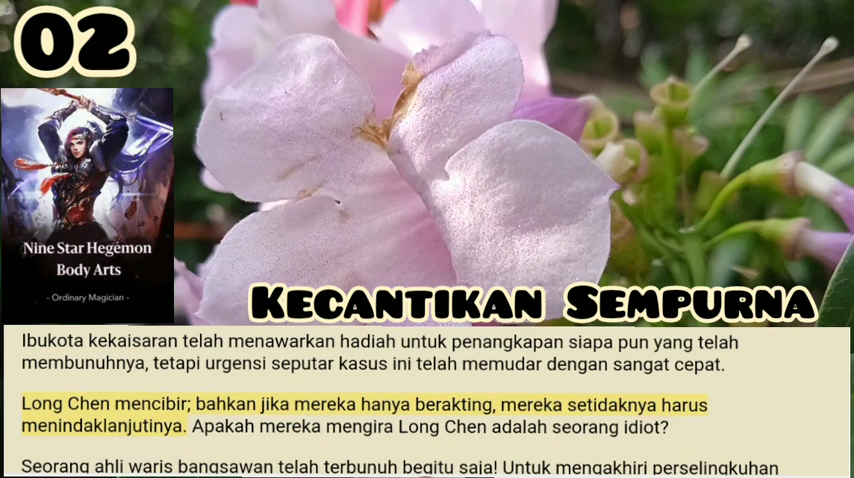 02
Nine Star Hegemon
Body Arts
- Ordinary Magician -
Kecantikan Sempurna
Ibukota kekaisaran telah menawarkan hadiah untuk penangkapan siapa pun yang telah
membunuhnya, tetapi urgensi seputar kasus ini telah memudar dengan sangat cepat.
Long Chen mencibir; bahkan jika mereka hanya berakting, mereka setidaknya harus
menindaklanjutinya. Apakah mereka mengira Long Chen adalah seorang idiot?
Seorang ahli waris bangsawan telah terbunuh begitu saja! Untuk mengakhiri perselingkuhan